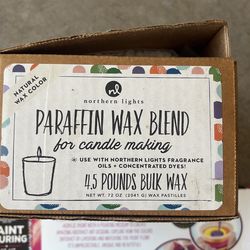 NATURAL
WAX COLOR
nl
northern lights
PARAFFIN WAX BLEND
for candle making
★ USE WITH NORTHERN LIGHTS FRAGRANCE
OILS + CONCENTRATED DYES!
4.5 POUNDS BULK WAX
NET WT. 72 OZ (2041 G) WAX PASTILLES